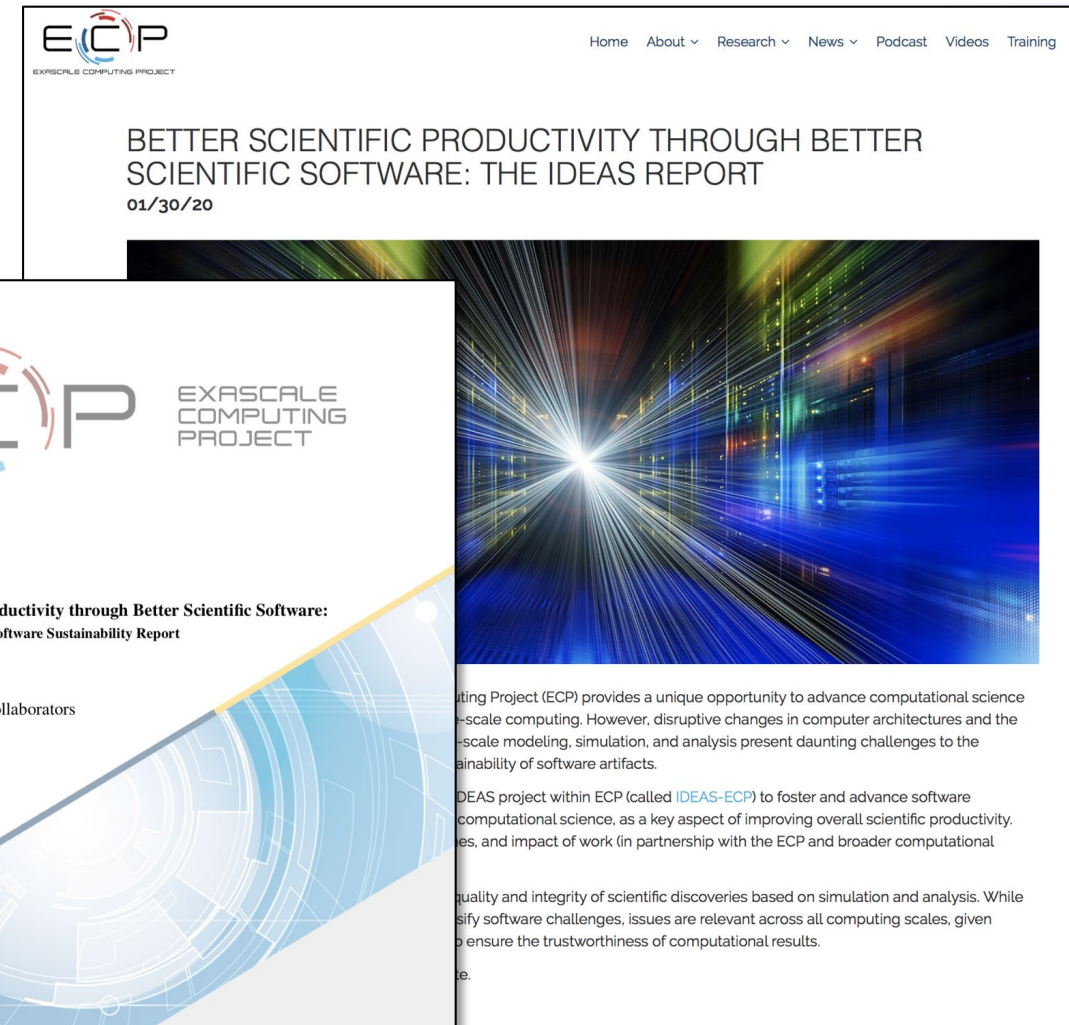 ECP
EXASCALE COMPUTING PROJECT
Home About Research News Podcast Videos Training
BETTER SCIENTIFIC PRODUCTIVITY THROUGH BETTER
SCIENTIFIC SOFTWARE: THE IDEAS REPORT
01/30/20
P
EXASCALE
COMPUTING
PROJECT
ductivity through Better Scientific Software:
oftware Sustainability Report
ollaborators
uting Project (ECP) provides a unique opportunity to advance computational science
-scale computing. However, disruptive changes in computer architectures and the
-scale modeling, simulation, and analysis present daunting challenges to the
ainability of software artifacts.
DEAS project within ECP (called IDEAS-ECP) to foster and advance software
computational science, as a key aspect of improving overall scientific productivity.
es, and impact of work (in partnership with the ECP and broader computational
quality and integrity of scientific discoveries based on simulation and analysis. While
sify software challenges, issues are relevant across all computing scales, given
o ensure the trustworthiness of computational results.
te.